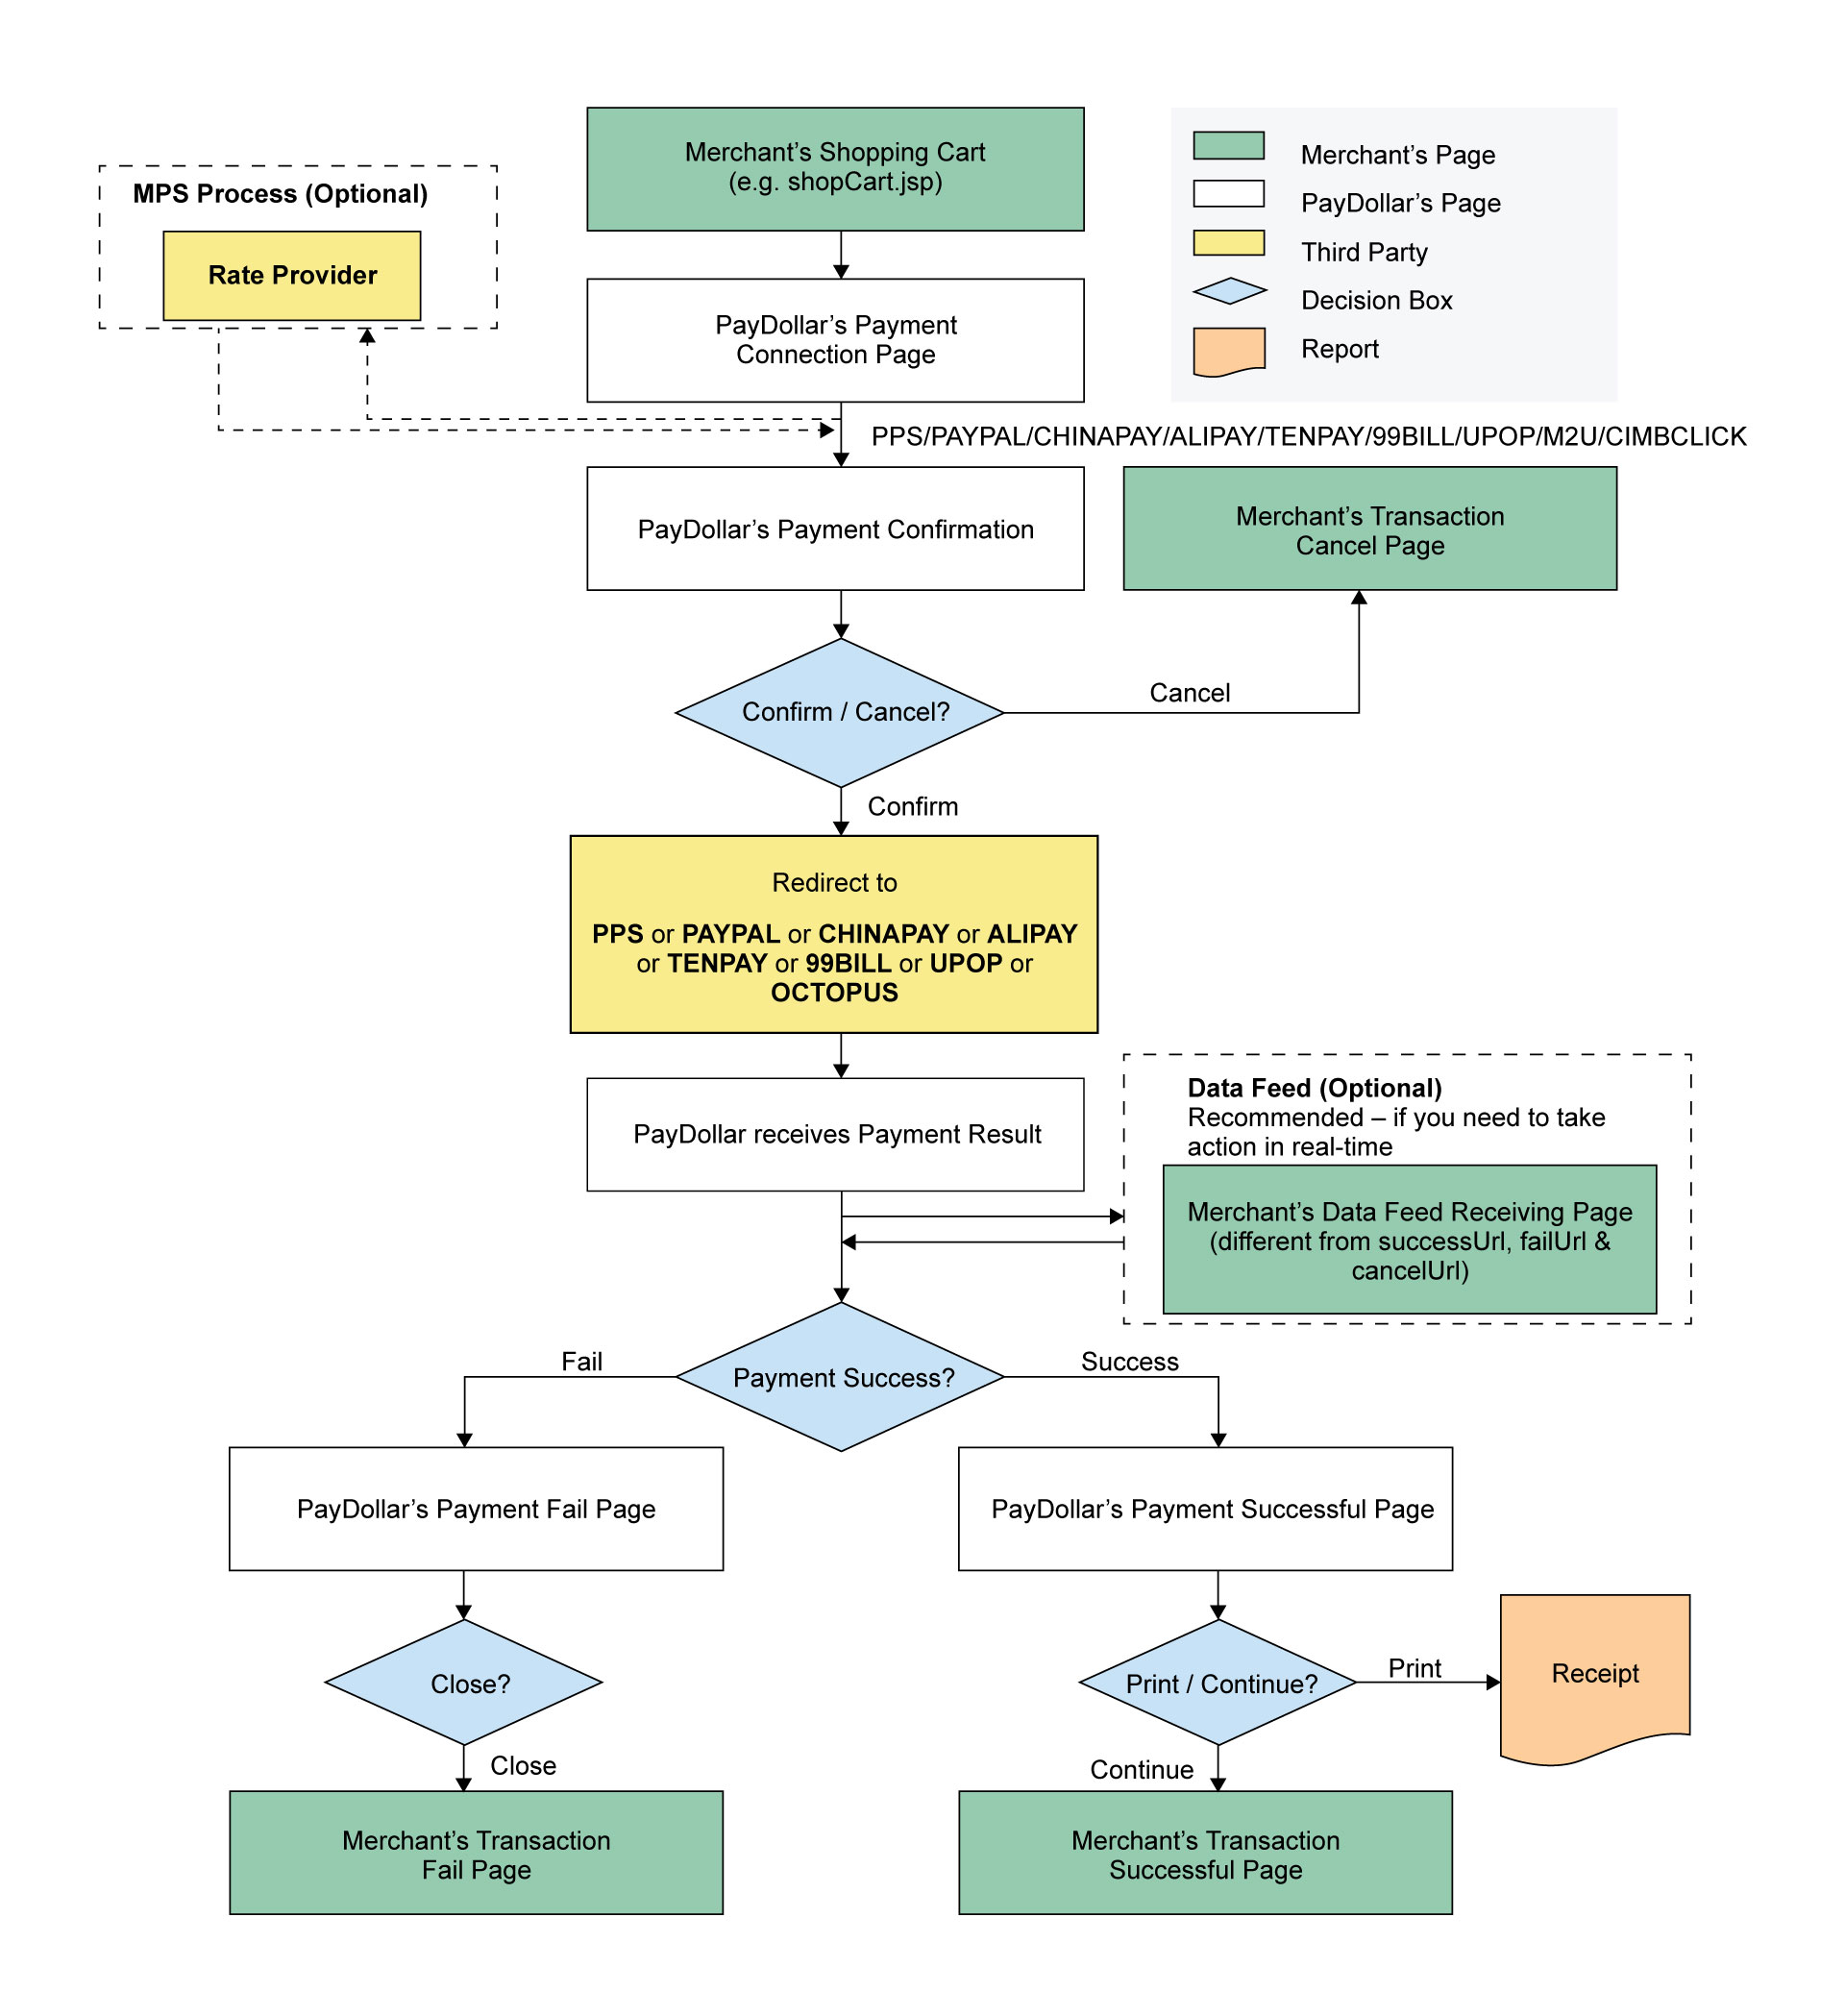 Merchant’s Shopping Cart
(e.g. shopCart.jsp)
Merchant’s Page
PayDollar’s Page
Third Party
Decision Box
Report
MPS Process (Optional)
Rate Provider
PayDollar’s Payment
Connection Page
PPS/PAYPAL/CHINAPAY/ALIPAY/TENPAY/99BILL/UPOP/M2U/CIMBCLICK
PayDollar’s Payment Confirmation
Merchant’s Transaction
Cancel Page
Confirm / Cancel?
Cancel
Confirm
Redirect to
PPS or PAYPAL or CHINAPAY or ALIPAY
or TENPAY or 99BILL or UPOP or
OCTOPUS
PayDollar receives Payment Result
Data Feed (Optional)
Recommended – if you need to take
action in real-time
Merchant’s Data Feed Receiving Page
(different from successUrl, failUrl &
cancelUrl)
Payment Success?
Fail
Success
PayDollar’s Payment Fail Page
PayDollar’s Payment Successful Page
Close?
Print / Continue?
Print
Receipt
Close
Continue
Merchant’s Transaction
Fail Page
Merchant’s Transaction
Successful Page